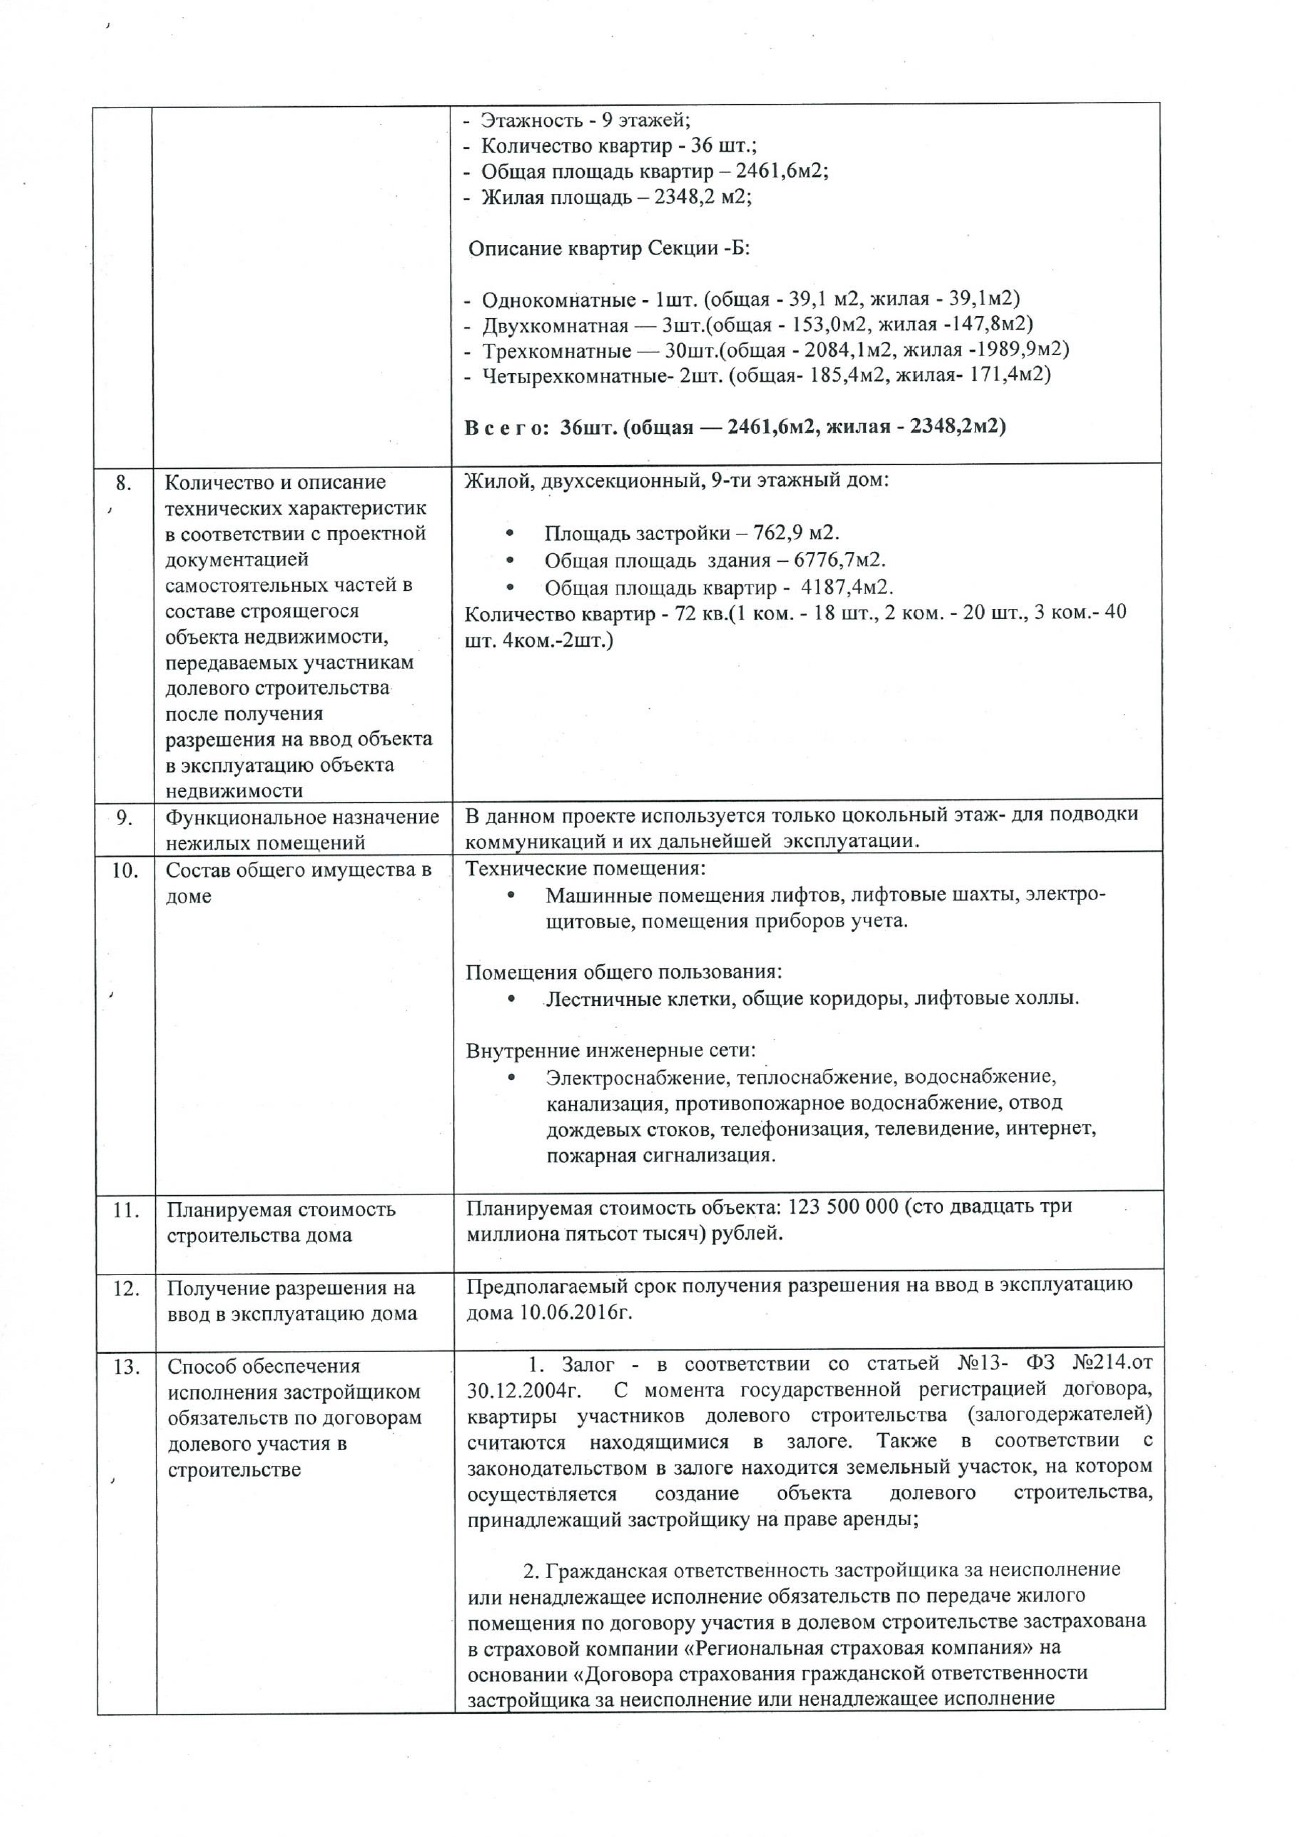 - Этажность - 9 этажей;
- Количество квартир - 36 шт.;
- Общая площадь квартир – 2461,6м2;
- Жилая площадь – 2348,2 м2;
Описание квартир Секции -Б:
- Однокомнатные - 1шт. (общая - 39,1 м2, жилая - 39,1м2)
- Двухкомнатная — 3шт.(общая - 153,0м2, жилая -147,8м2)
- Трехкомнатные — 30шт.(общая - 2084,1м2, жилая -1989,9м2)
- Четырехкомнатные- 2шт. (общая- 185,4м2, жилая- 171,4м2)
В с е г о: 36шт. (общая — 2461,6м2, жилая - 2348,2м2)
8.
Количество и описание
технических характеристик
в соответствии с проектной
документацией
самостоятельных частей в
составе строящегося
объекта недвижимости,
передаваемых участникам
долевого строительства
после получения
разрешения на ввод объекта
в эксплуатацию объекта
недвижимости
Жилой, двухсекционный, 9-ти этажный дом:
• Площадь застройки – 762,9 м2.
• Общая площадь здания – 6776,7м2.
• Общая площадь квартир - 4187,4м2.
Количество квартир - 72 кв.(1 ком. - 18 шт., 2 ком. - 20 шт., 3 ком.- 40
шт. 4ком.-2шт.)
9.
Функциональное назначение
нежилых помещений
В данном проекте используется только цокольный этаж- для подводки
коммуникаций и их дальнейшей эксплуатации.
10.
Состав общего имущества в
доме
Технические помещения:
• Машинные помещения лифтов, лифтовые шахты, электро-
щитовые, помещения приборов учета.
Помещения общего пользования:
• Лестничные клетки, общие коридоры, лифтовые холлы.
Внутренние инженерные сети:
• Электроснабжение, теплоснабжение, водоснабжение,
канализация, противопожарное водоснабжение, отвод
дождевых стоков, телефонизация, телевидение, интернет,
пожарная сигнализация.
11.
Планируемая стоимость
строительства дома
Планируемая стоимость объекта: 123 500 000 (сто двадцать три
миллиона пятьсот тысяч) рублей.
12.
Получение разрешения на
ввод в эксплуатацию дома
Предполагаемый срок получения разрешения на ввод в эксплуатацию
дома 10.06.2016г.
13.
Способ обеспечения
исполнения застройщиком
обязательств по договорам
долевого участия в
строительстве
1. Залог - в соответствии со статьей №13- ФЗ №214.от
30.12.2004г. С момента государственной регистрацией договора,
квартиры участников долевого строительства (залогодержателей)
считаются находящимися в залоге. Также в соответствии с
законодательством в залоге находится земельный участок, на котором
осуществляется создание объекта долевого строительства,
принадлежащий застройщику на праве аренды;
2. Гражданская ответственность застройщика за неисполнение
или ненадлежащее исполнение обязательств по передаче жилого
помещения по договору участия в долевом строительстве застрахована
в страховой компании «Региональная страховая компания» на
основании «Договора страхования гражданской ответственности
застройщика за неисполнение или ненадлежащее исполнение